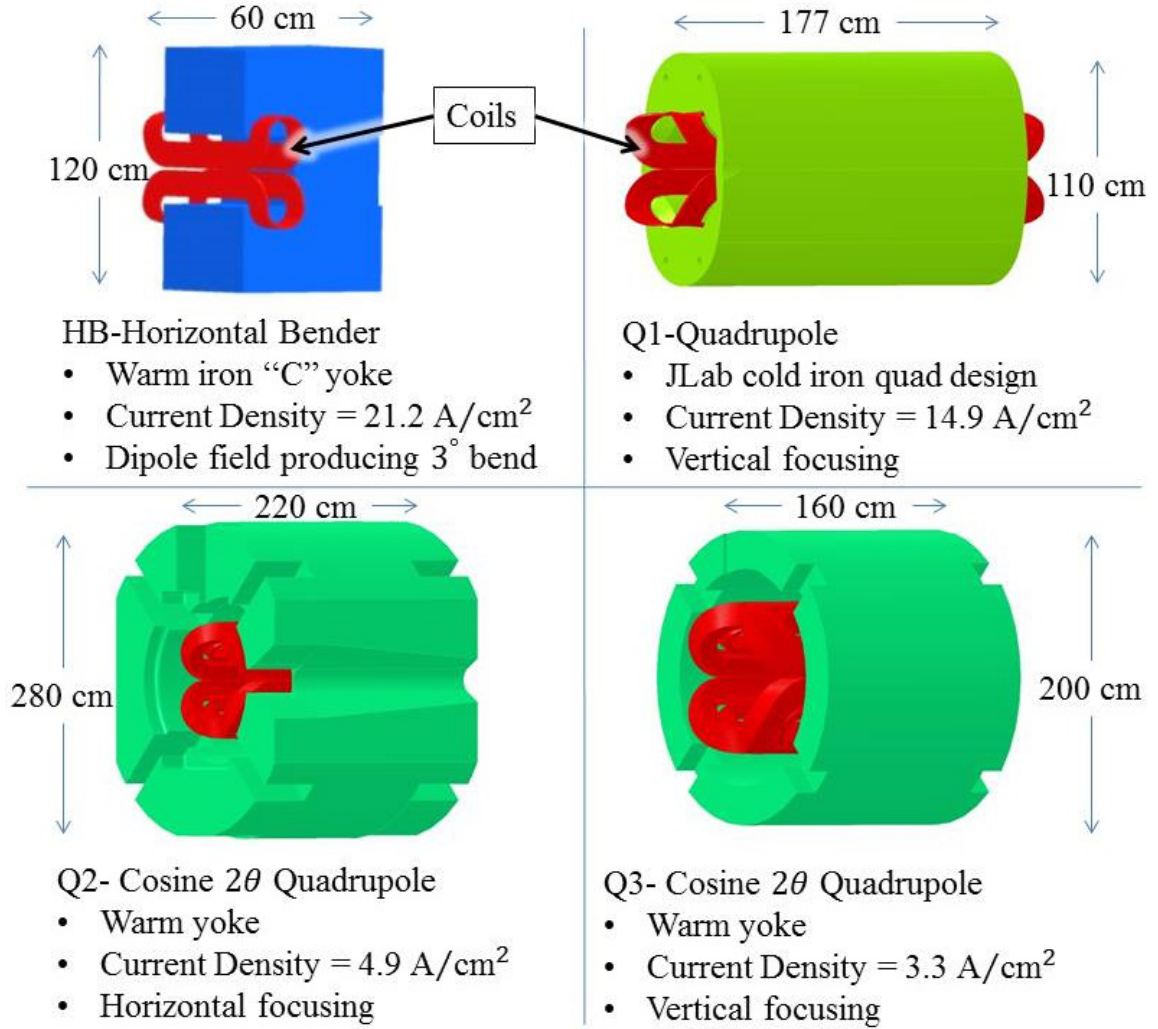 60 cm
120 cm
Coils
HB-Horizontal Bender
• Warm iron “C” yoke
• Current Density = 21.2 A/cm²
• Dipole field producing 3° bend
177 cm
110 cm
Q1-Quadrupole
• JLab cold iron quad design
• Current Density = 14.9 A/cm²
• Vertical focusing
220 cm
280 cm
Q2- Cosine 2θ Quadrupole
• Warm yoke
• Current Density = 4.9 A/cm²
• Horizontal focusing
160 cm
200 cm
Q3- Cosine 2θ Quadrupole
• Warm yoke
• Current Density = 3.3 A/cm²
• Vertical focusing